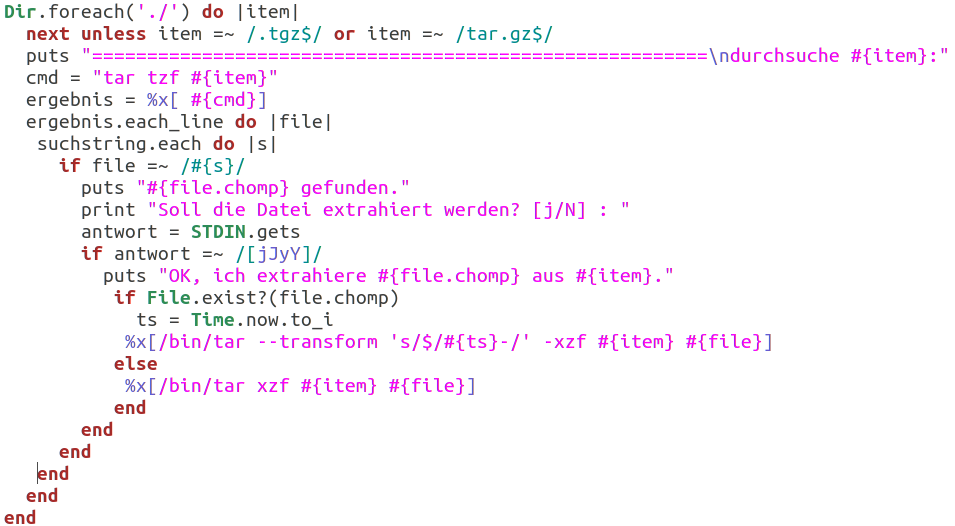 Dir.foreach('./') do |item|
  next unless item =~ /.tgz$/ or item =~ /tar.gz$/
  puts "========================================================\ndurchsuche #{item}:"
  cmd = "tar tzf #{item}"
  ergebnis = %x[ #{cmd}]
  ergebnis.each_line do |file|
   suchstring.each do |s|
     if file =~ /#{s}/
       puts "#{file.chomp} gefunden."
       print "Soll die Datei extrahiert werden? [j/N] : "
       antwort = STDIN.gets
       if antwort =~ /[jJyY]/
         puts "OK, ich extrahiere #{file.chomp} aus #{item}."
          if File.exist?(file.chomp)
            ts = Time.now.to_i
           %x[/bin/tar --transform 's/$/#{ts}-/' -xzf #{item} #{file}]
          else
           %x[/bin/tar xzf #{item} #{file}]
          end
       end
     end
   end
  end
end